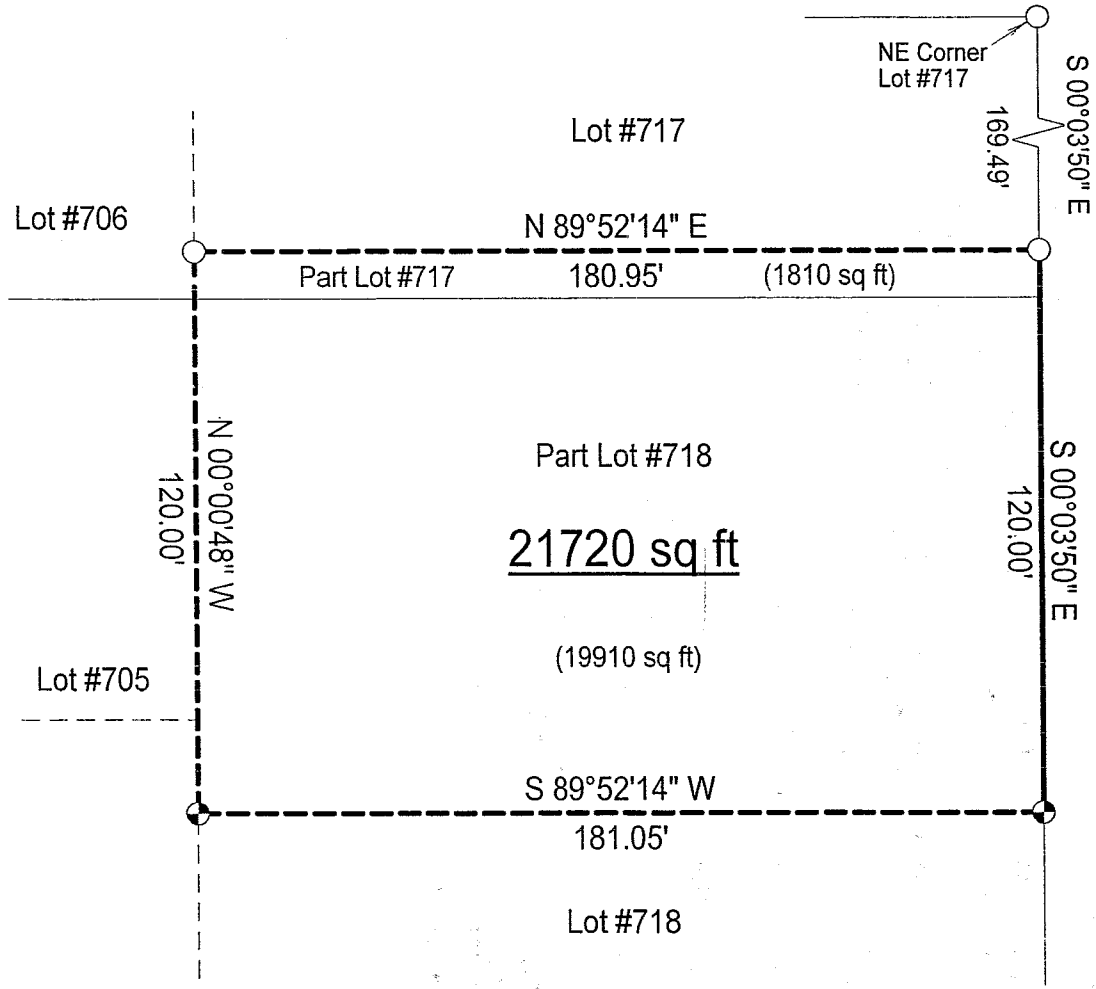 NE Corner
Lot #717
S 00°03'50" E
169.49'
Lot #717
Lot #706
N 89°52'14" E
Part Lot #717
180.95'
(1810 sq ft)
N 00°00'48" W
120.00'
Part Lot #718
21720 sq ft
(19910 sq ft)
S 00°03'50" E
120.00'
Lot #705
S 89°52'14" W
181.05'
Lot #718